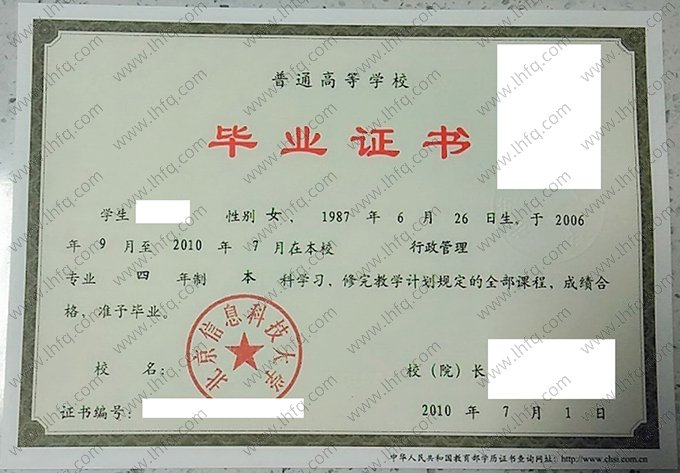 普通高等学校
毕业证书
学生 性别 女 、 1987 年 6 月 26 日生,于 2006
年 9 月至 2010 年 7 月在本校 行政管理
专业 四 年制 本 科学习,修完教学计划规定的全部课程,成绩合
格,准予毕业。
北京信息科技大学
校 名: 校(院)长
证书编号: 2010 年 7 月 1 日
中华人民共和国教育部学历证书查询网址:http://www.chsi.com.cn
www.lhfq.com